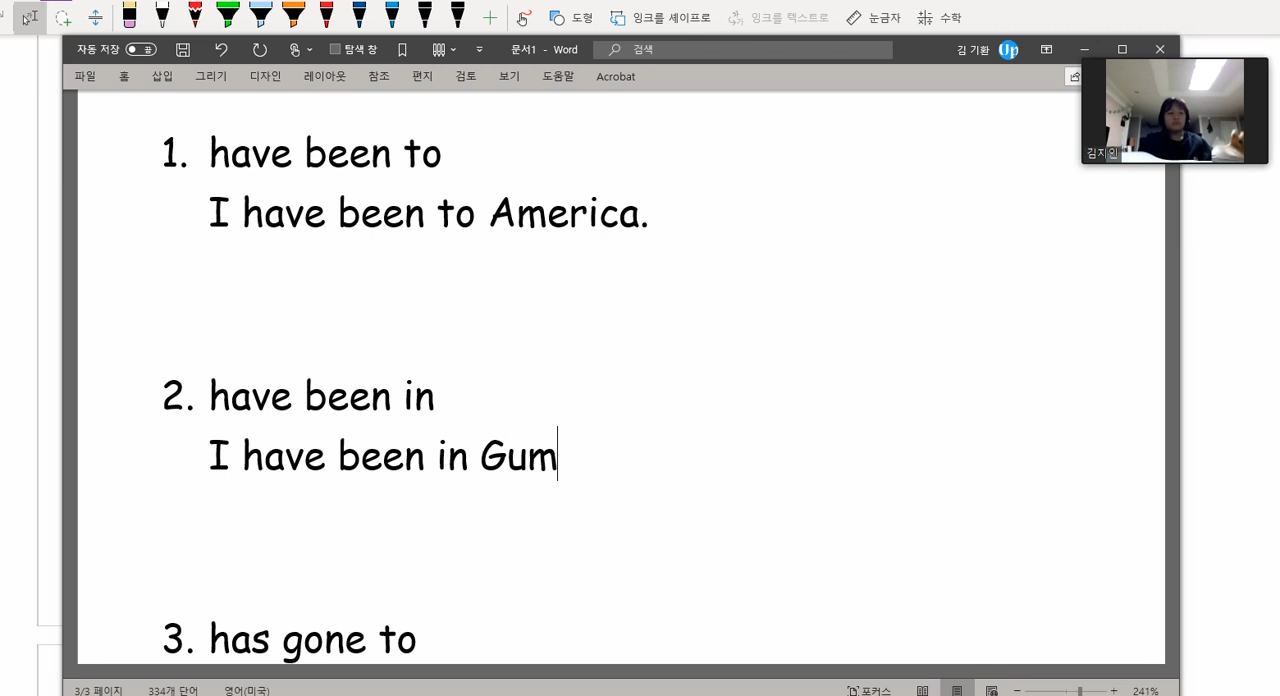 도형 잉크를 셰이프로 잉크를 텍스트로 눈금자 수학
자동 저장 끔 탐색 창 문서1 - Word 검색 김 기환 Up
파일 홈 삽입 그리기 디자인 레이아웃 참조 편지 검토 보기 도움말 Acrobat
김지인
1. have been to
I have been to America.
2. have been in
I have been in Gum
3. has gone to
3/3 페이지 334개 단어 영어(미국) 포커스 241%